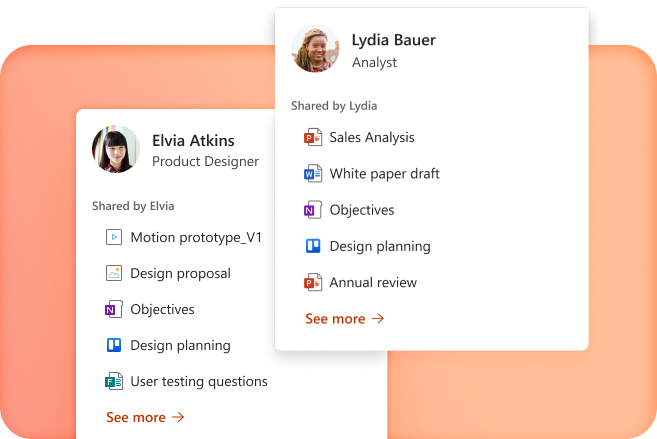 Lydia Bauer
Analyst
Shared by Lydia
Sales Analysis
White paper draft
Objectives
Design planning
Annual review
See more
Elvia Atkins
Product Designer
Shared by Elvia
Motion prototype_V1
Design proposal
Objectives
Design planning
User testing questions
See more